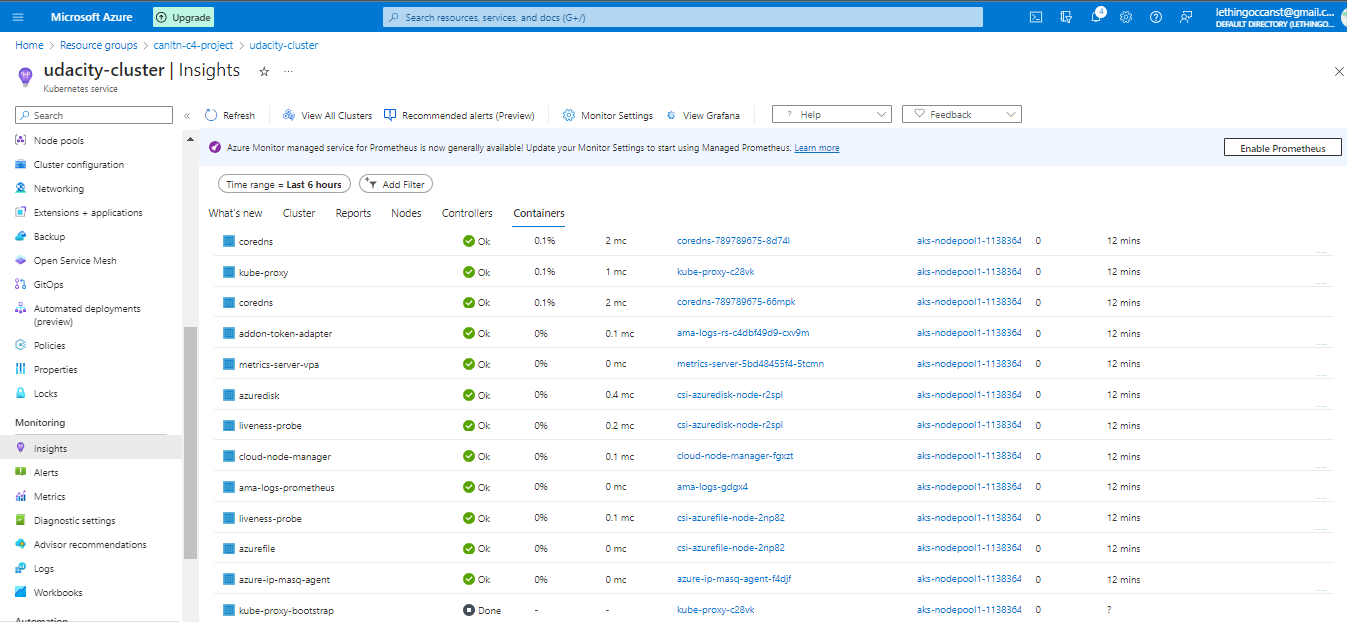 Microsoft Azure Upgrade Search resources, services, and docs (G+/) 4 lethingoccanst@gmail.c...
DEFAULT DIRECTORY (LETHINGO...
Home > Resource groups > canitn-c4-project > udacity-cluster
udacity-cluster | Insights ...
Kubernetes service
Search « Refresh View All Clusters Recommended alerts (Preview) Monitor Settings View Grafana ? Help Feedback
Node pools
Cluster configuration
Networking
Extensions + applications
Backup
Open Service Mesh
GitOps
Automated deployments
(preview)
Policies
Properties
Locks
Monitoring
Insights
Alerts
Metrics
Diagnostic settings
Advisor recommendations
Logs
Workbooks
Automation
Azure Monitor managed service for Prometheus is now generally available! Update your Monitor Settings to start using Managed Prometheus. Learn more Enable Prometheus
Time range = Last 6 hours Add Filter
What's new Cluster Reports Nodes Controllers Containers
coredns Ok 0.1% 2 mc coredns-789789675-8d74l aks-nodepool1-1138364 0 12 mins
kube-proxy Ok 0.1% 1 mc kube-proxy-c28vk aks-nodepool1-1138364 0 12 mins
coredns Ok 0.1% 2 mc coredns-789789675-66mpk aks-nodepool1-1138364 0 12 mins
addon-token-adapter Ok 0% 0.1 mc ama-logs-rs-c4dbf49d9-cxv9m aks-nodepool1-1138364 0 12 mins
metrics-server-vpa Ok 0% 0 mc metrics-server-5bd48455f4-5tcmn aks-nodepool1-1138364 0 12 mins
azuredisk Ok 0% 0.4 mc csi-azuredisk-node-r2spl aks-nodepool1-1138364 0 12 mins
liveness-probe Ok 0% 0.2 mc csi-azuredisk-node-r2spl aks-nodepool1-1138364 0 12 mins
cloud-node-manager Ok 0% 0.1 mc cloud-node-manager-fgxzt aks-nodepool1-1138364 0 12 mins
ama-logs-prometheus Ok 0% 0 mc ama-logs-gdgx4 aks-nodepool1-1138364 0 12 mins
liveness-probe Ok 0% 0.1 mc csi-azurefile-node-2np82 aks-nodepool1-1138364 0 12 mins
azurefile Ok 0% 0 mc csi-azurefile-node-2np82 aks-nodepool1-1138364 0 12 mins
azure-ip-masq-agent Ok 0% 0 mc azure-ip-masq-agent-f4djf aks-nodepool1-1138364 0 12 mins
kube-proxy-bootstrap Done - - kube-proxy-c28vk aks-nodepool1-1138364 0 ?